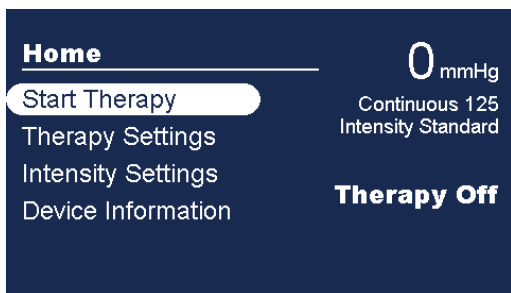 Home
Start Therapy
Therapy Settings
Intensity Settings
Device Information
0 mmHg
Continuous 125
Intensity Standard
Therapy Off